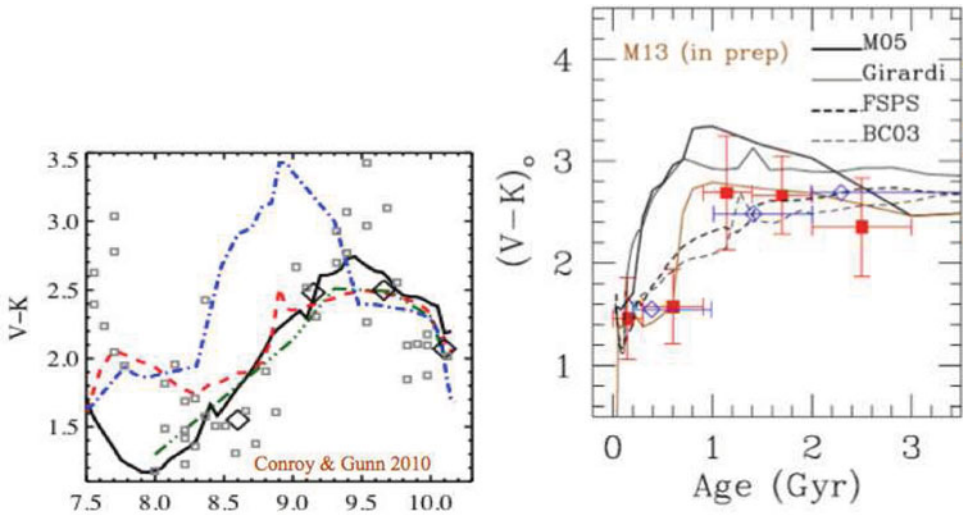 3.5
3.0
2.5
2.0
1.5
V-K
7.5 8.0 8.5 9.0 9.5 10.0
Conroy & Gunn 2010
M13 (in prep)
M05
Girardi
FSPS
BC03
4
3
2
1
(V-K)o
0 1 2 3
Age (Gyr)